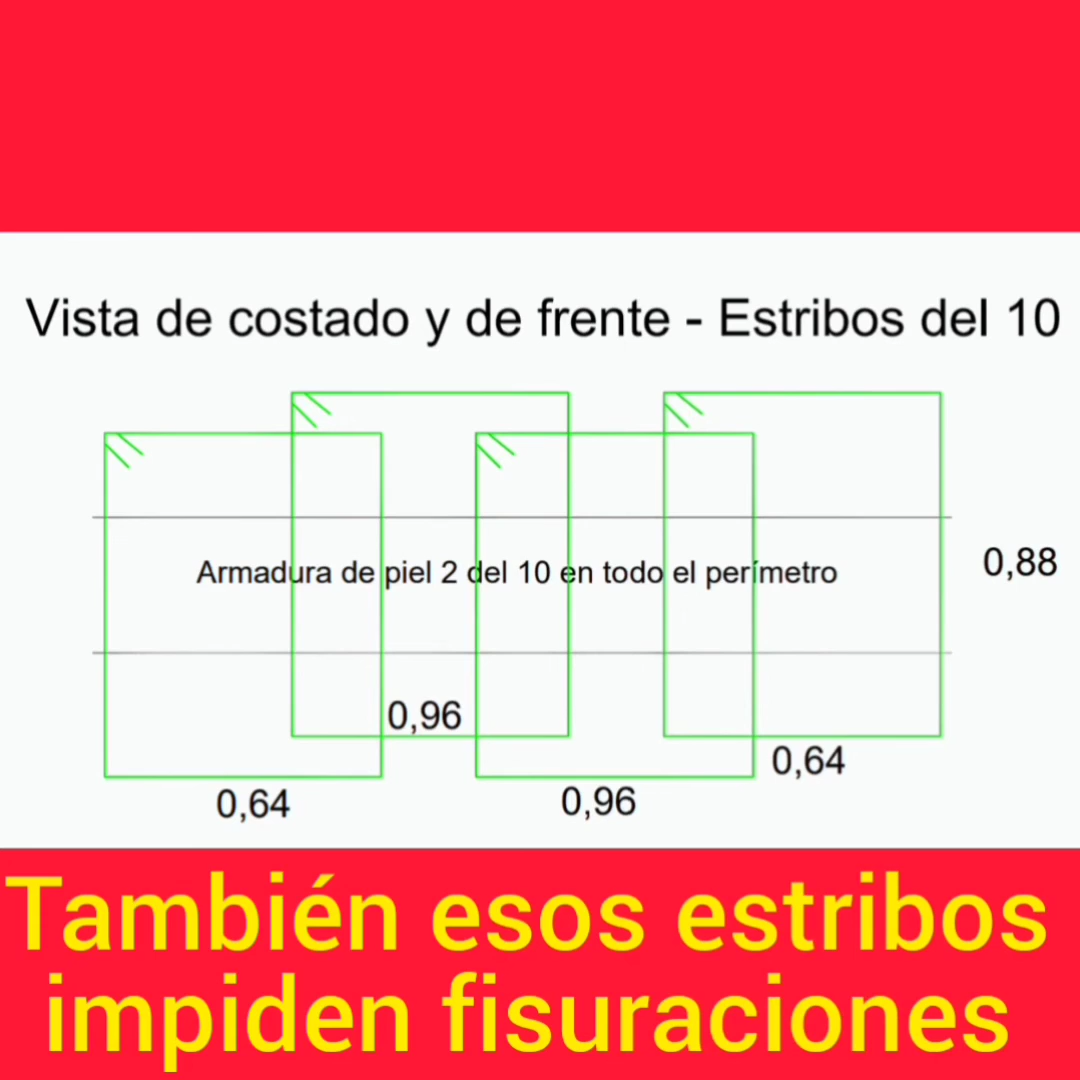 Vista de costado y de frente - Estribos del 10
Armadura de piel 2 del 10 en todo el perímetro
0,88
0,96
0,64
0,64
0,96
También esos estribos
impiden fisuraciones